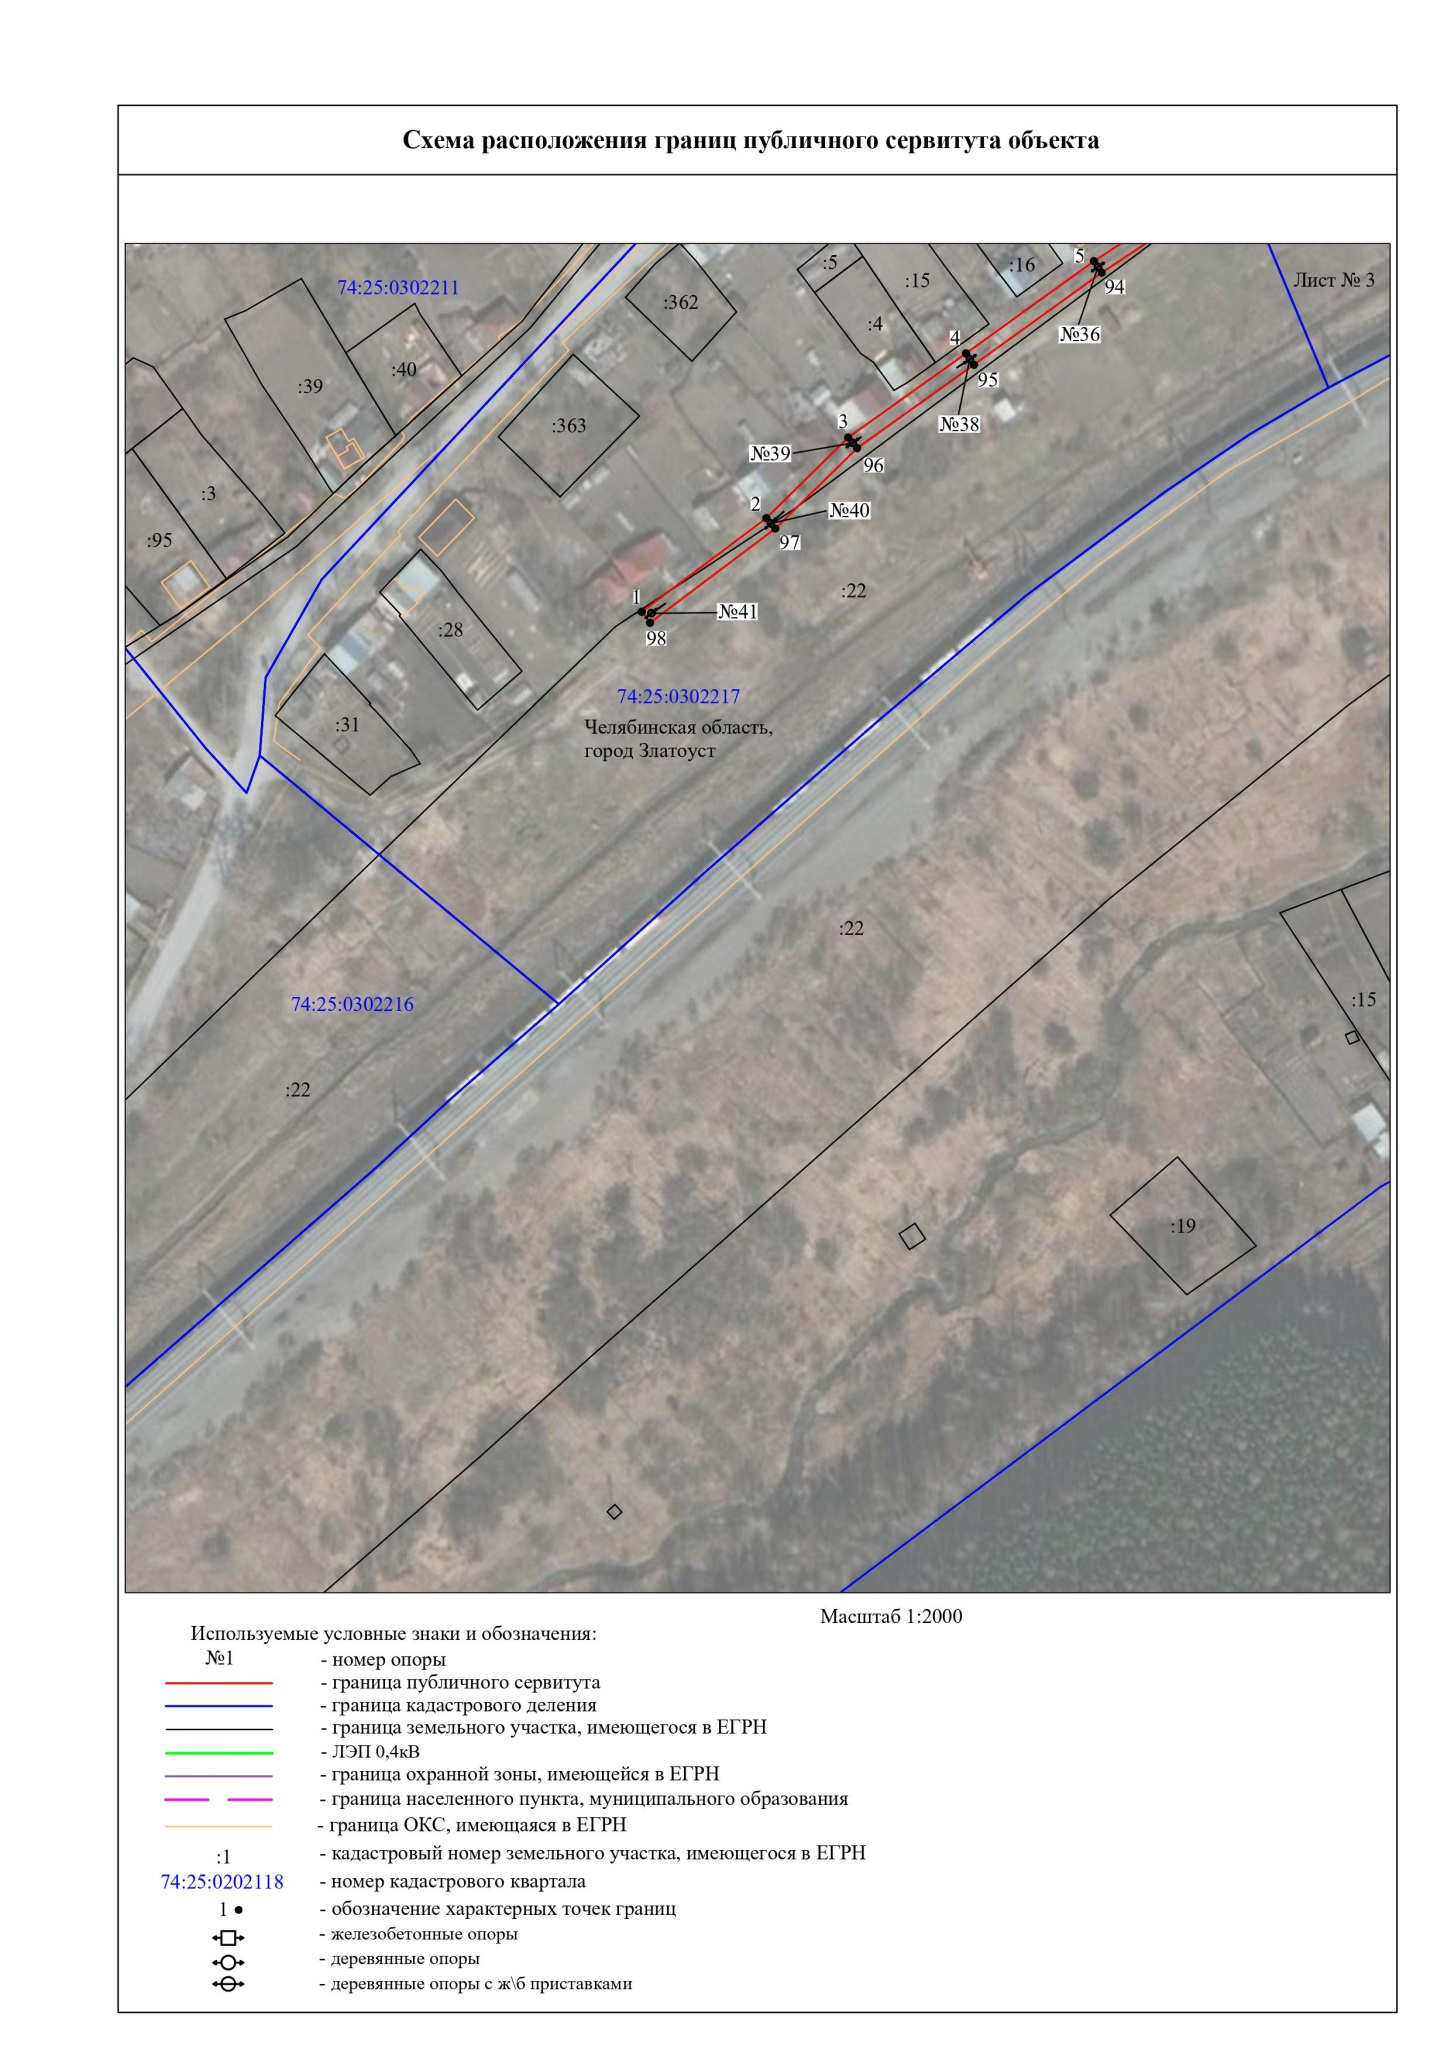 Схема расположения границ публичного сервитута объекта
Лист № 3
74:25:0302211
:5
:16
5
94
:15
:362
:4
№36
4
95
:40
:39
:363
№38
3
№39
96
:3
2
№40
97
:95
:22
1
№41
98
:28
74:25:0302217
Челябинская область,
город Златоуст
:31
:22
74:25:0302216
:15
:22
:19
Масштаб 1:2000
Используемые условные знаки и обозначения:
№1 - номер опоры
- граница публичного сервитута
- граница кадастрового деления
- граница земельного участка, имеющегося в ЕГРН
- ЛЭП 0,4кВ
- граница охранной зоны, имеющейся в ЕГРН
- граница населенного пункта, муниципального образования
- граница ОКС, имеющаяся в ЕГРН
:1 - кадастровый номер земельного участка, имеющегося в ЕГРН
74:25:0202118 - номер кадастрового квартала
1 - обозначение характерных точек границ
- железобетонные опоры
- деревянные опоры
- деревянные опоры с ж\б приставками